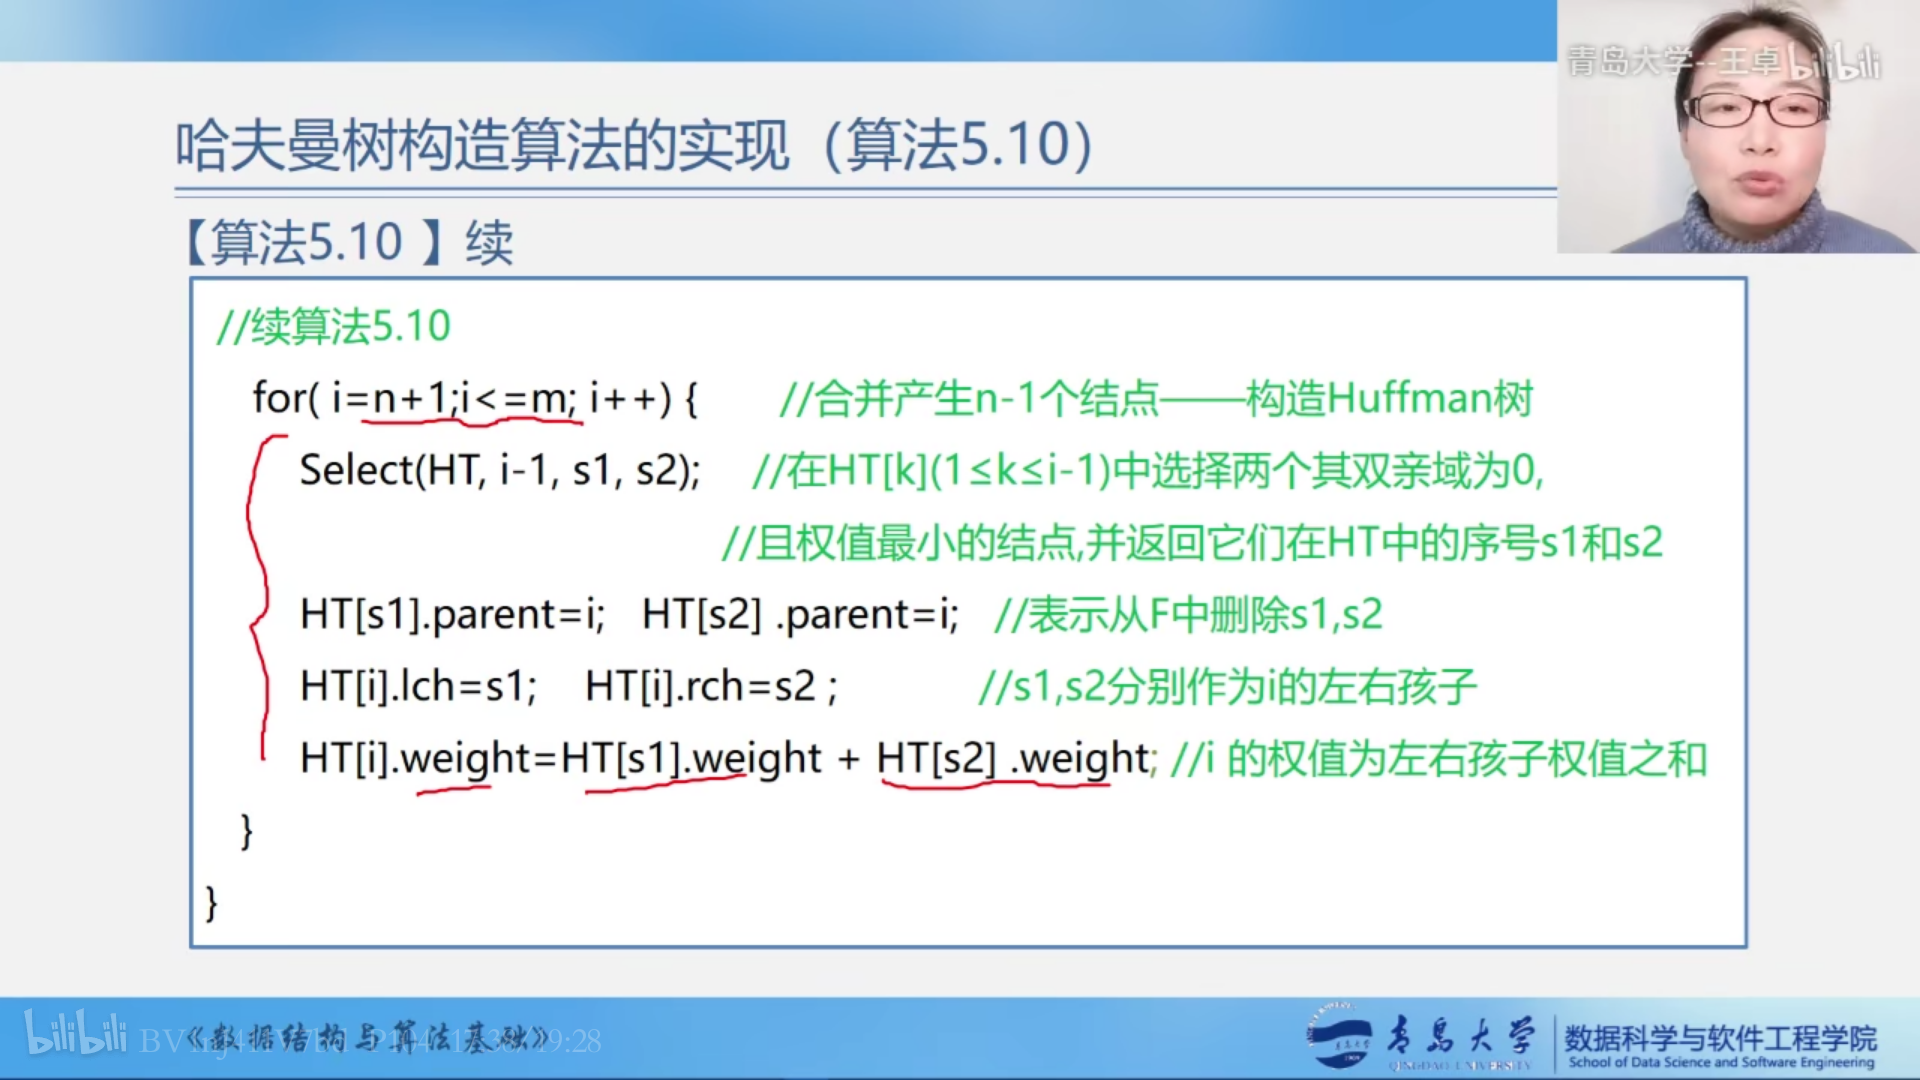 青岛大学--王卓 bilibili
哈夫曼树构造算法的实现（算法5.10）
【算法5.10 】续
//续算法5.10
for( i=n+1;i<=m; i++) { //合并产生n-1个结点——构造Huffman树
Select(HT, i-1, s1, s2); //在HT[k](1≤k≤i-1)中选择两个其双亲域为0,
//且权值最小的结点,并返回它们在HT中的序号s1和s2
HT[s1].parent=i; HT[s2] .parent=i; //表示从F中删除s1,s2
HT[i].lch=s1; HT[i].rch=s2 ; //s1,s2分别作为i的左右孩子
HT[i].weight=HT[s1].weight + HT[s2] .weight; //i 的权值为左右孩子权值之和
}
}
bilibili
《数据结构与算法基础》
青岛大学
QINGDAO UNIVERSITY
数据科学与软件工程学院
School of Data Science and Software Engineering